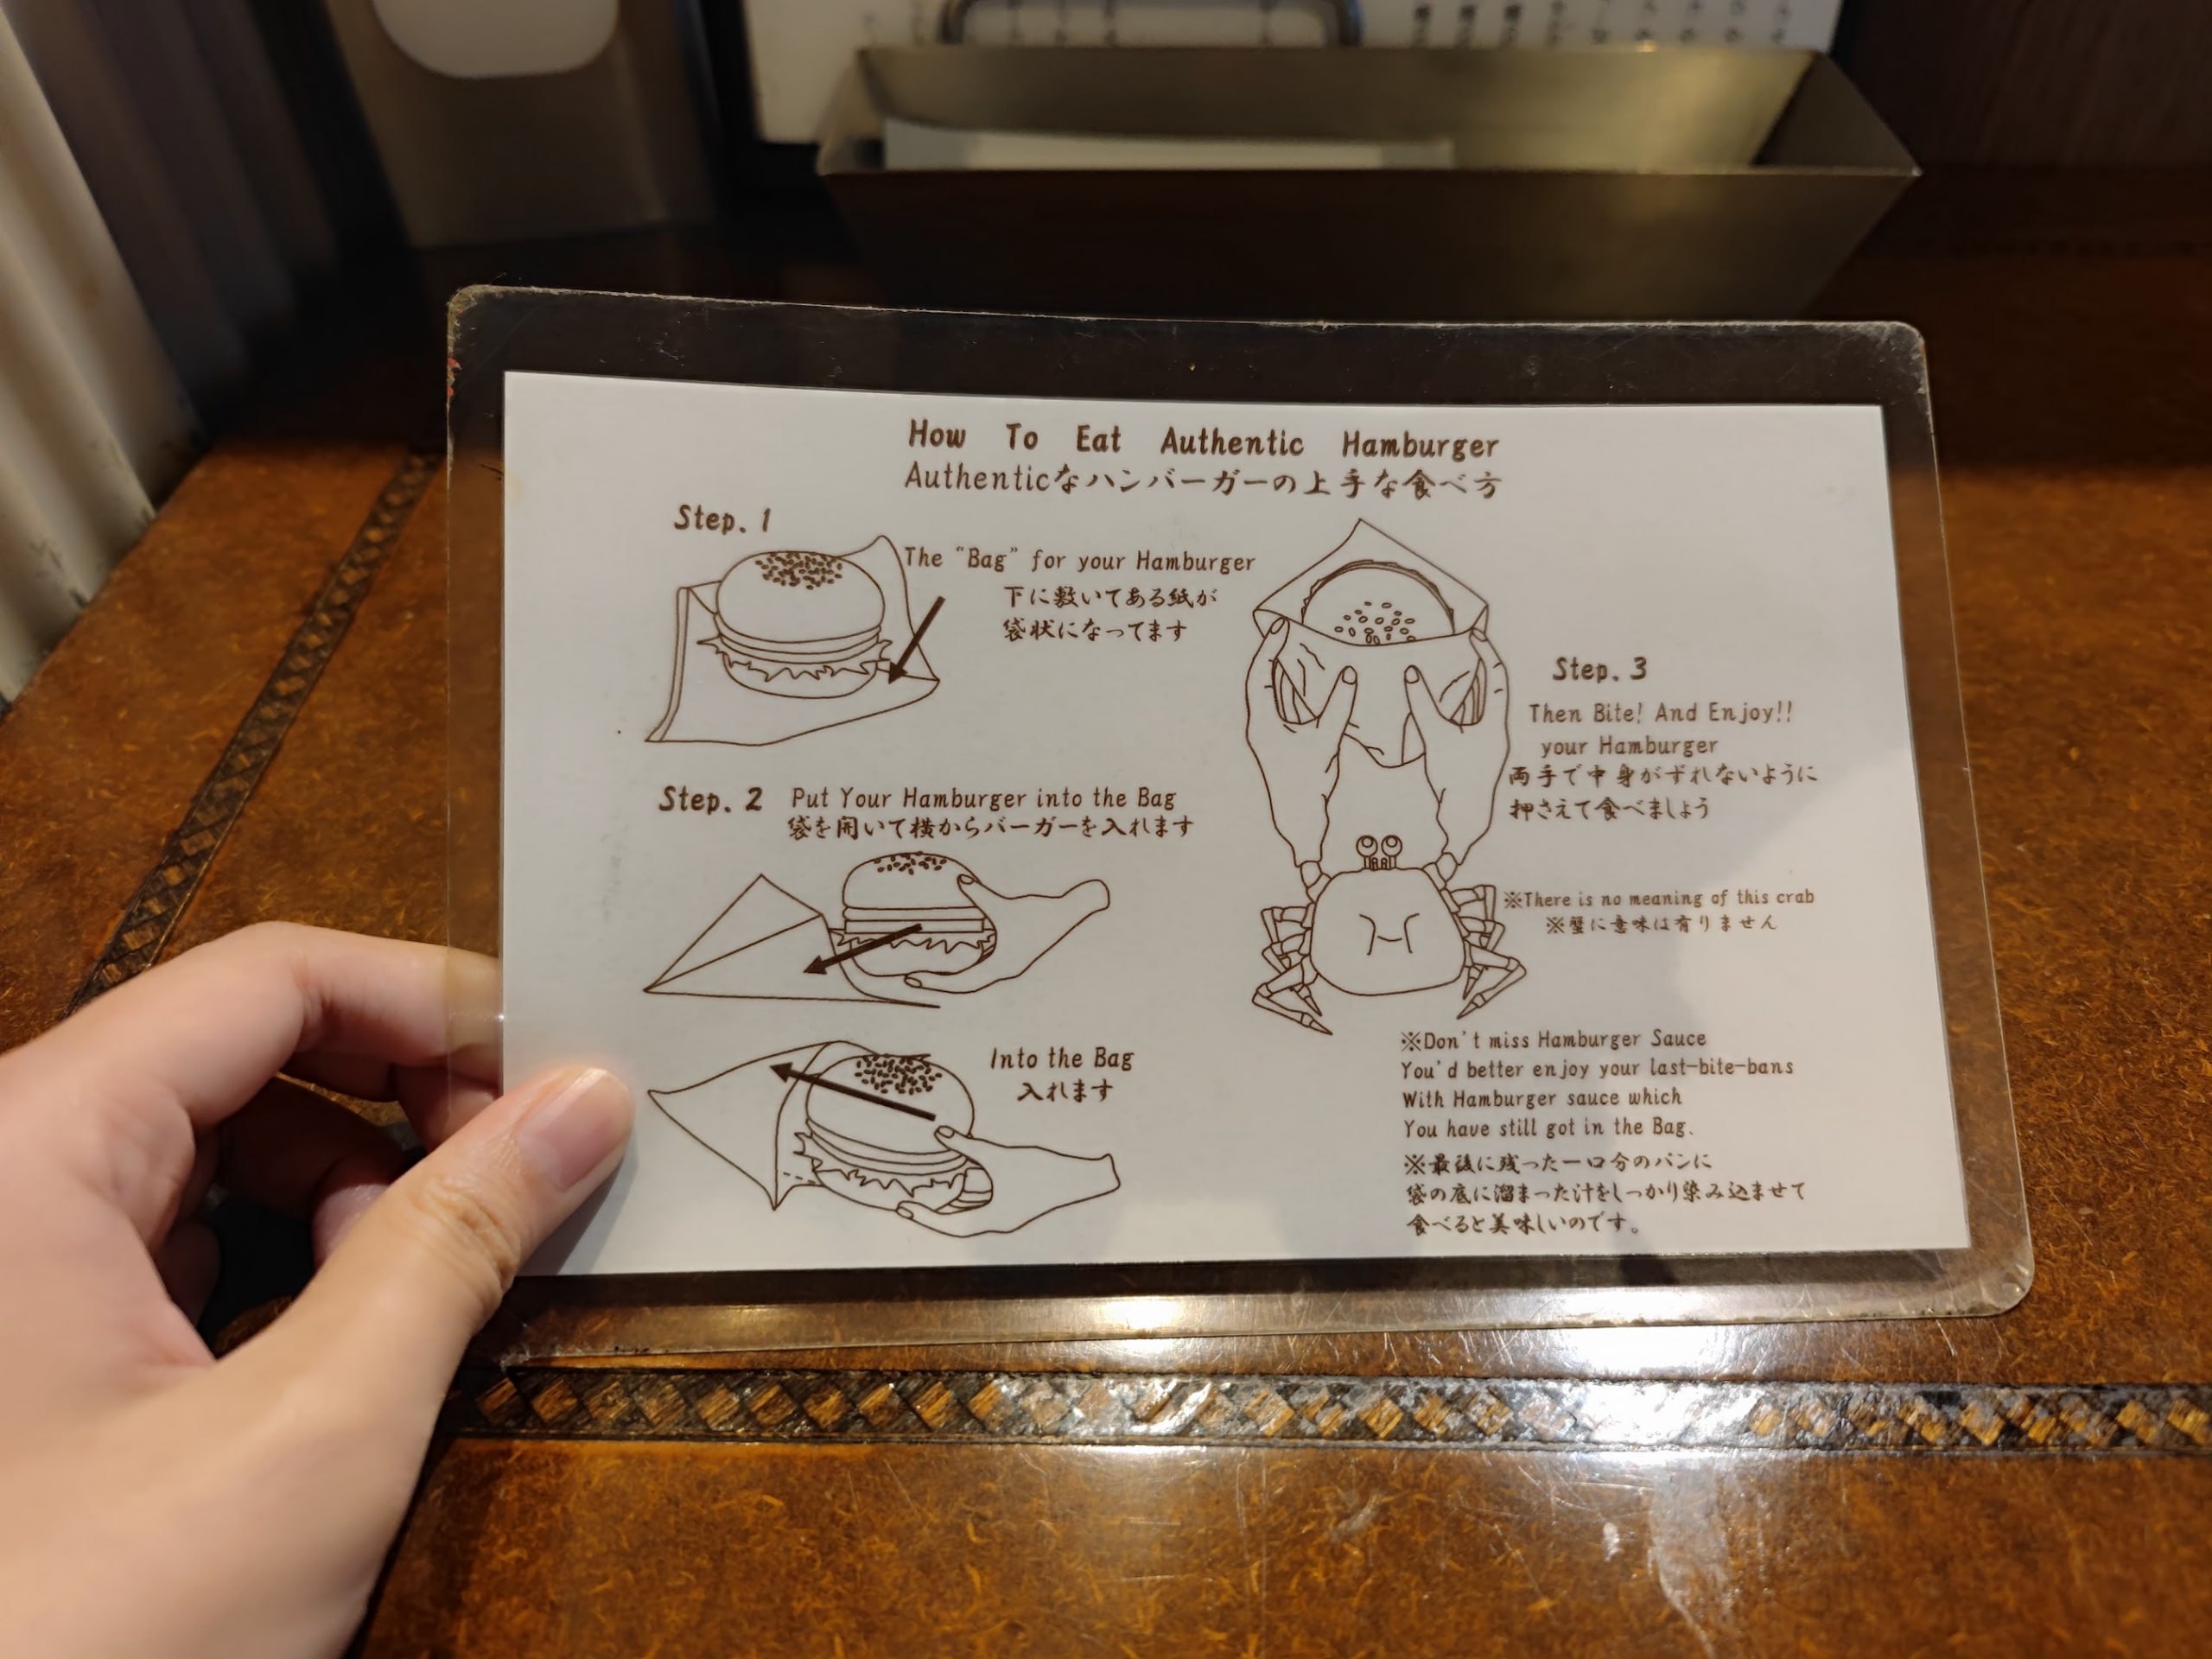 How To Eat Authentic Hamburger
Authenticなハンバーガーの上手な食べ方
Step. 1
The "Bag" for your Hamburger
下に敷いてある紙が
袋状になってます
Step. 2 Put Your Hamburger into the Bag
袋を開いて横からバーガーを入れます
Into the Bag
入れます
Step. 3
Then Bite! And Enjoy!!
your Hamburger
両手で中身がずれないように
押さえて食べましょう
※There is no meaning of this crab
※蟹に意味は有りません
※Don't miss Hamburger Sauce
You'd better enjoy your last-bite-bans
With Hamburger sauce which
You have still got in the Bag.
※最後に残った一口分のバンに
袋の底に溜まった汁をしっかり染み込ませて
食べると美味しいのです。